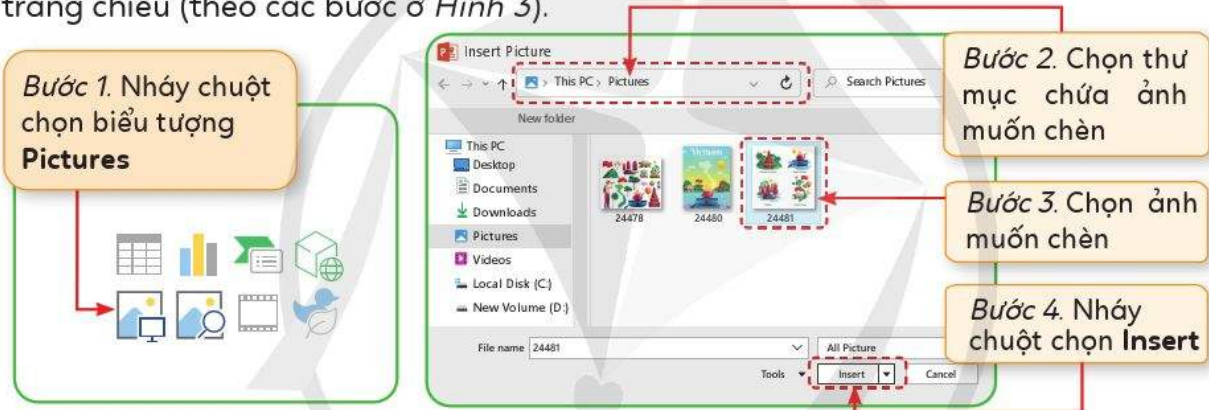 trang chiếu (theo các bước ở Hình 3).
Bước 1. Nháy chuột
chọn biểu tượng
Pictures
Insert Picture
This PC > Pictures
Search Pictures
New folder
This PC
Desktop
Documents
Downloads
Pictures
Videos
Local Disk (C:)
New Volume (D:)
24478
24480
24481
File name
24481
All Picture
Tools
Insert
Cancel
Bước 2. Chọn thư
mục chứa ảnh
muốn chèn
Bước 3. Chọn ảnh
muốn chèn
Bước 4. Nháy
chuột chọn Insert